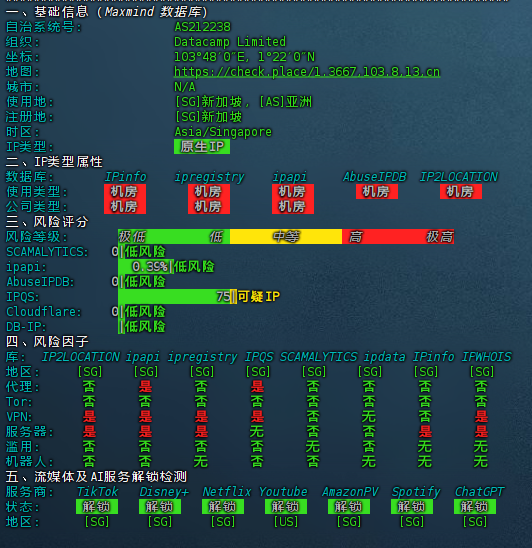 一、基础信息（Maxmind 数据库）
自治系统号： AS212238
组织： Datacamp Limited
坐标： 103°48′0″E, 1°22′0″N
地图： https://check.place/1.3667,103.8,13,cn
城市： N/A
使用地： [SG]新加坡, [AS]亚洲
注册地： [SG]新加坡
时区： Asia/Singapore
IP类型： 原生IP
二、IP类型属性
数据库： IPinfo ipregistry ipapi AbuseIPDB IP2LOCATION
使用类型： 机房 机房 机房 机房 机房
公司类型： 机房 机房 机房
三、风险评分
风险等级： 极低 低 中等 高 极高
SCAMALYTICS: 0|低风险
ipapi: 0.39%|低风险
AbuseIPDB: 0|低风险
IPQS: 75|可疑IP
Cloudflare: 0|低风险
DB-IP: |低风险
四、风险因子
库： IP2LOCATION ipapi ipregistry IPQS SCAMALYTICS ipdata IPinfo IPWHOIS
地区： [SG] [SG] [SG] [SG] [SG] [SG] [SG] [SG]
代理： 否 是 否 是 否 否 否 否
Tor: 否 否 否 否 否 否 否 否
VPN: 是 是 否 是 否 无 否 是
服务器： 是 是 是 无 否 否 是 是
滥用： 否 否 否 无 无 否 无 无
机器人： 否 否 无 否 否 无 无 无
五、流媒体及AI服务解锁检测
服务商： TikTok Disney+ Netflix Youtube AmazonPV Spotify ChatGPT
状态： 解锁 解锁 解锁 解锁 解锁 解锁 解锁
地区： [SG] [SG] [SG] [US] [SG] [SG] [SG]